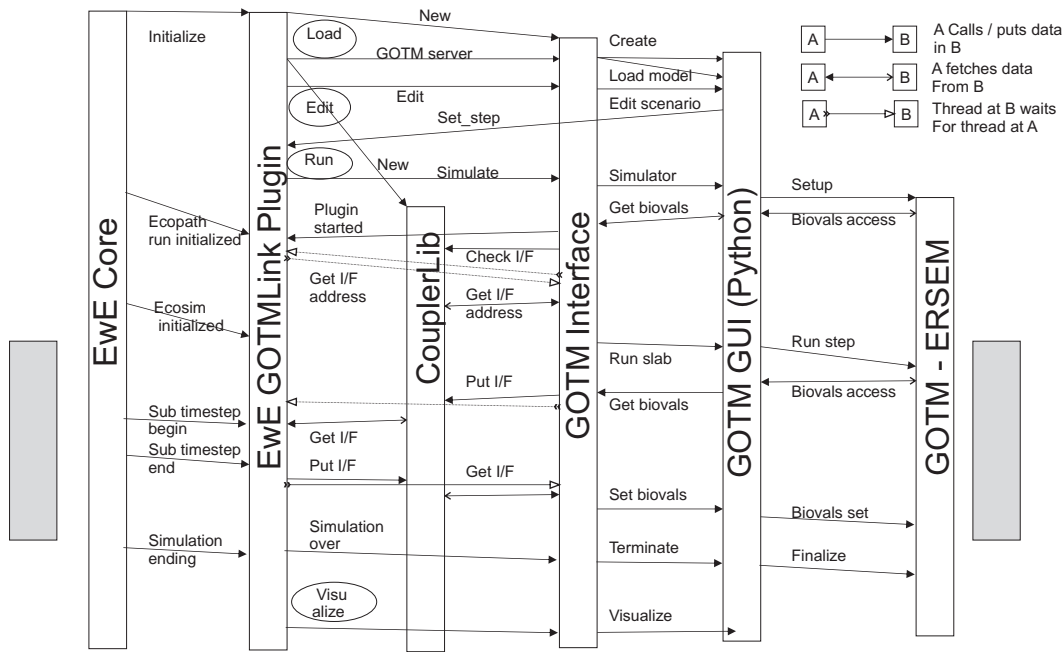 New
Initialize
Load
GOTM server
Create
Load model
Edit
Edit
Edit scenario
Set_step
Run
New
Simulate
Simulator
Setup
Ecopath
run initialized
Plugin
started
Get biovals
Biovals access
Check I/F
Get I/F
address
Get I/F
address
Ecosim
initialized
Run slab
Run step
Put I/F
Get biovals
Biovals access
Sub timestep
begin
Get I/F
Sub timestep
end
Put I/F
Get I/F
Set biovals
Biovals set
Simulation
ending
Simulation
over
Terminate
Finalize
Visu
alize
Visualize
EwE Core
EwE GOTMLink Plugin
CouplerLib
GOTM Interface
GOTM GUI (Python)
GOTM - ERSEM
A
B
A Calls / puts data
in B
A
B
A fetches data
From B
A
B
Thread at B waits
For thread at A